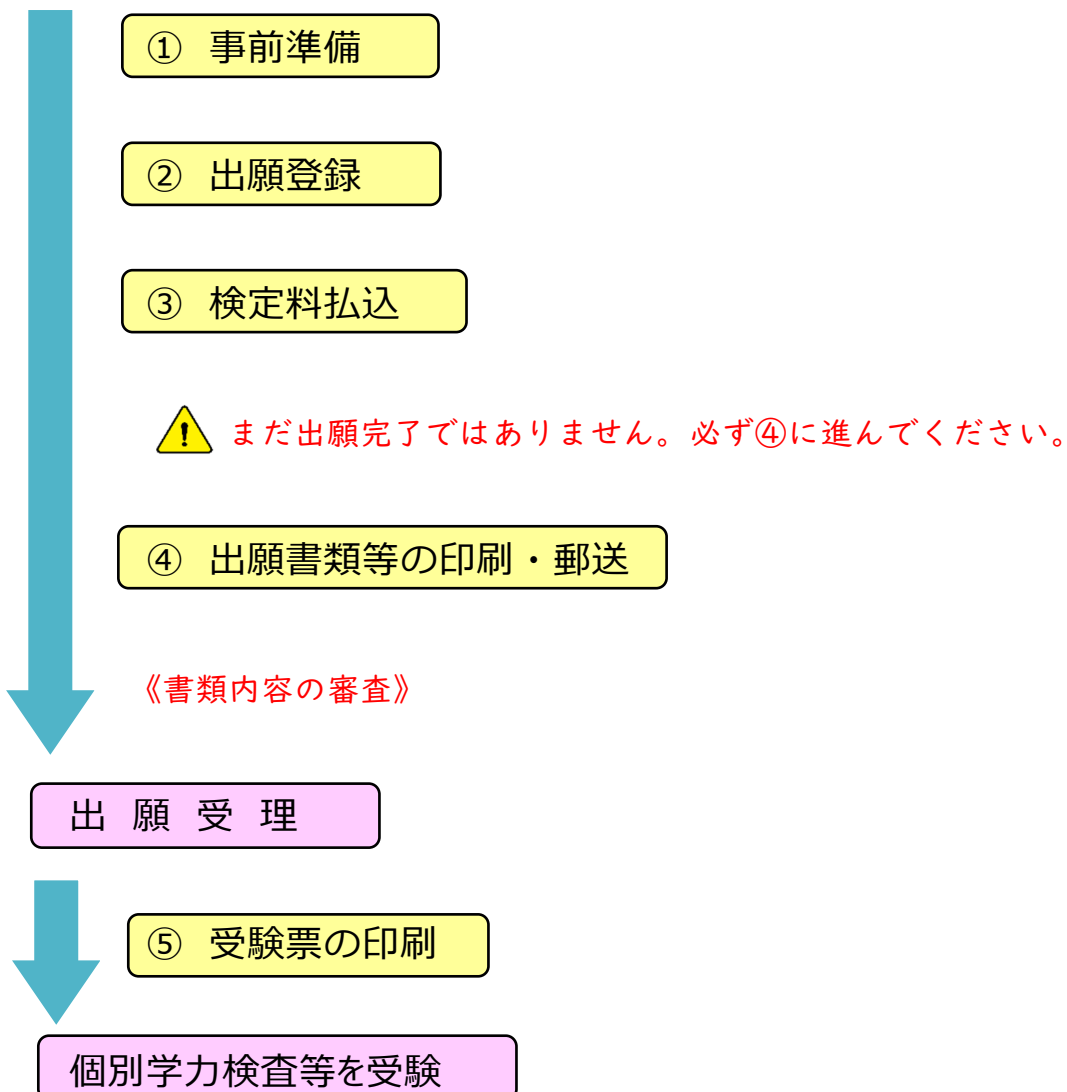 ① 事前準備
② 出願登録
③ 検定料払込
まだ出願完了ではありません。必ず④に進んでください。
④ 出願書類等の印刷・郵送
《書類内容の審査》
出 願 受 理
⑤ 受験票の印刷
個別学力検査等を受験